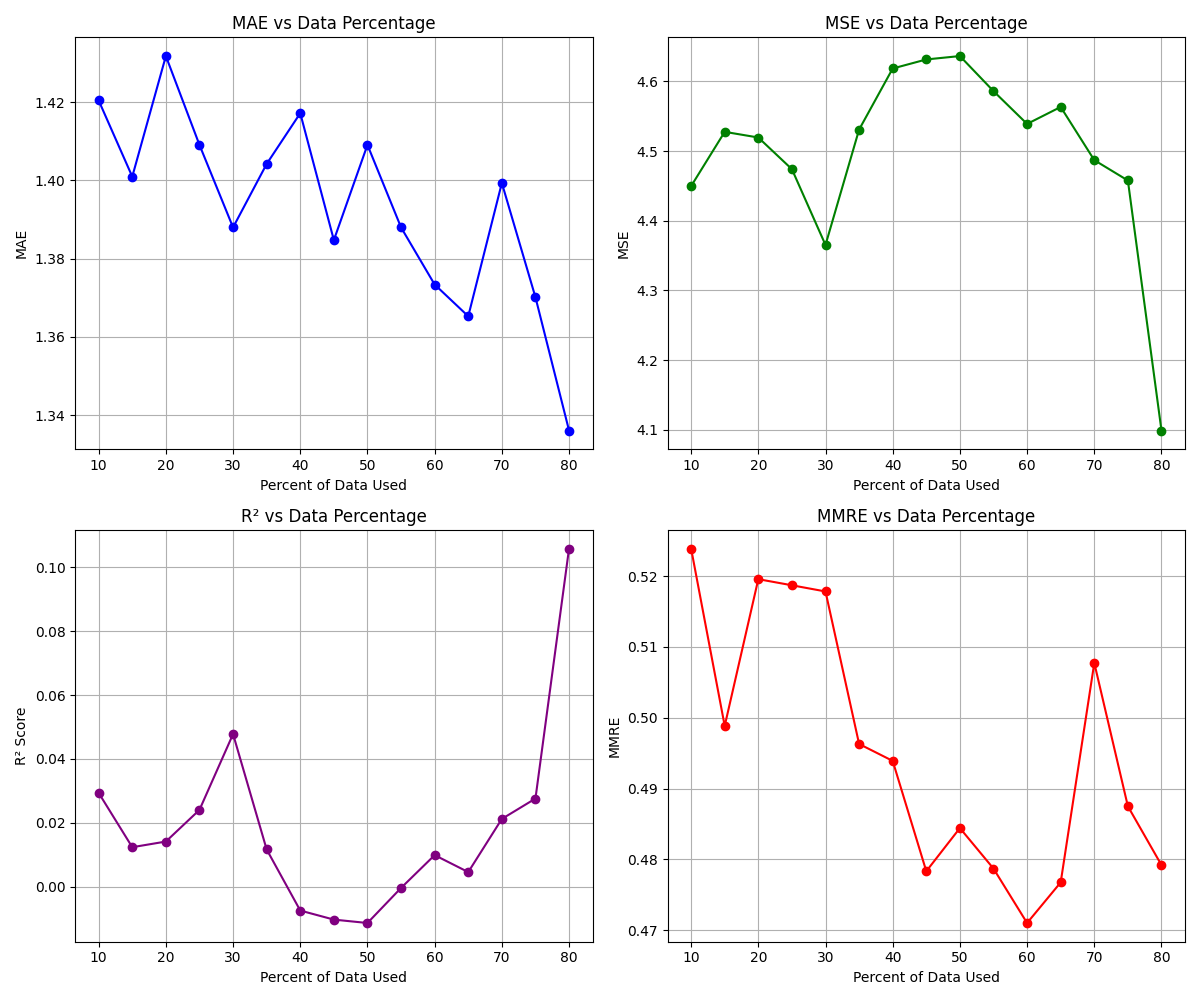 MAE vs Data Percentage
MAE
1.42
1.40
1.38
1.36
1.34
10 20 30 40 50 60 70 80
Percent of Data Used
MSE vs Data Percentage
MSE
4.6
4.5
4.4
4.3
4.2
4.1
10 20 30 40 50 60 70 80
Percent of Data Used
R² vs Data Percentage
R² Score
0.10
0.08
0.06
0.04
0.02
0.00
10 20 30 40 50 60 70 80
Percent of Data Used
MMRE vs Data Percentage
MMRE
0.52
0.51
0.50
0.49
0.48
0.47
10 20 30 40 50 60 70 80
Percent of Data Used